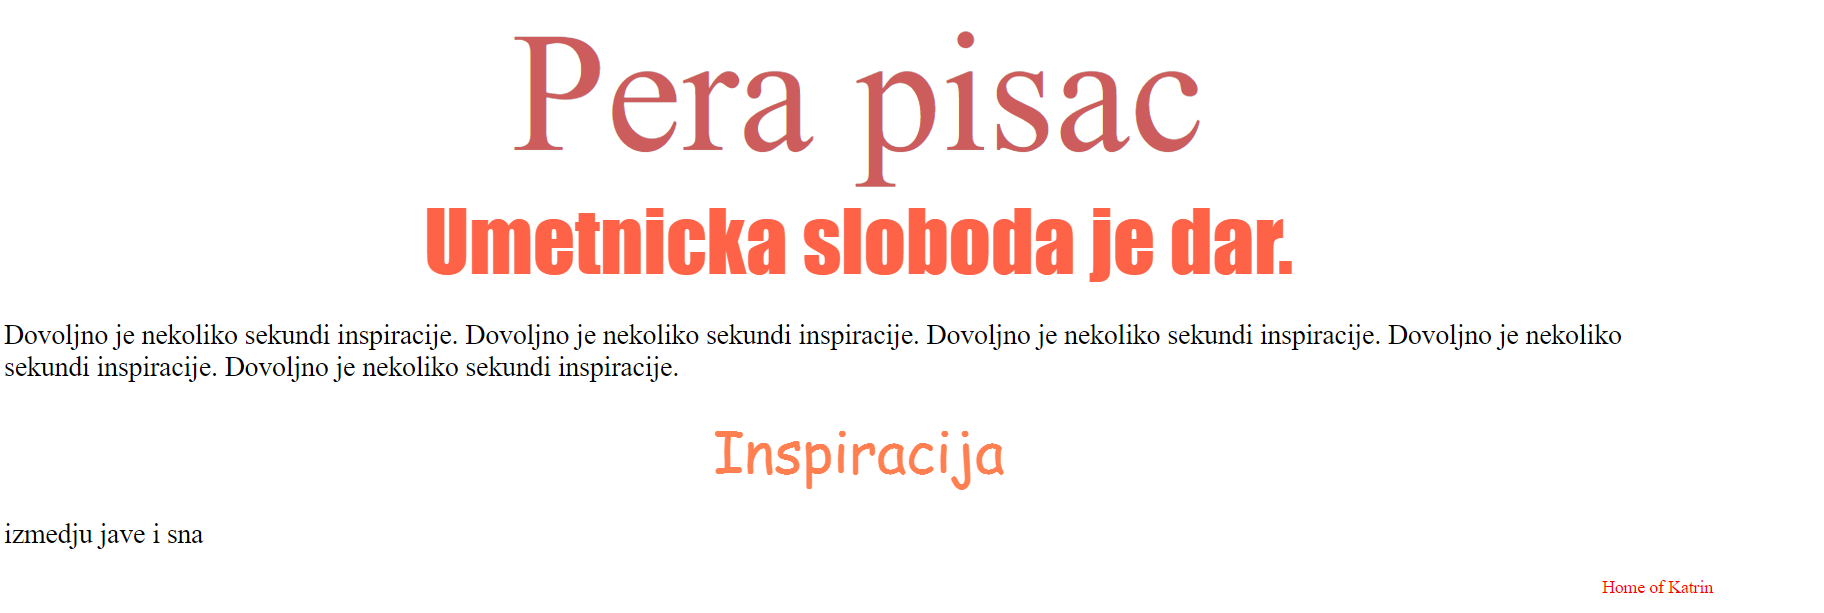 Pera pisac
Umetnicka sloboda je dar.
Dovoljno je nekoliko sekundi inspiracije. Dovoljno je nekoliko sekundi inspiracije. Dovoljno je nekoliko sekundi inspiracije. Dovoljno je nekoliko
sekundi inspiracije. Dovoljno je nekoliko sekundi inspiracije.
Inspiracija
izmedju jave i sna
Home of Katrin